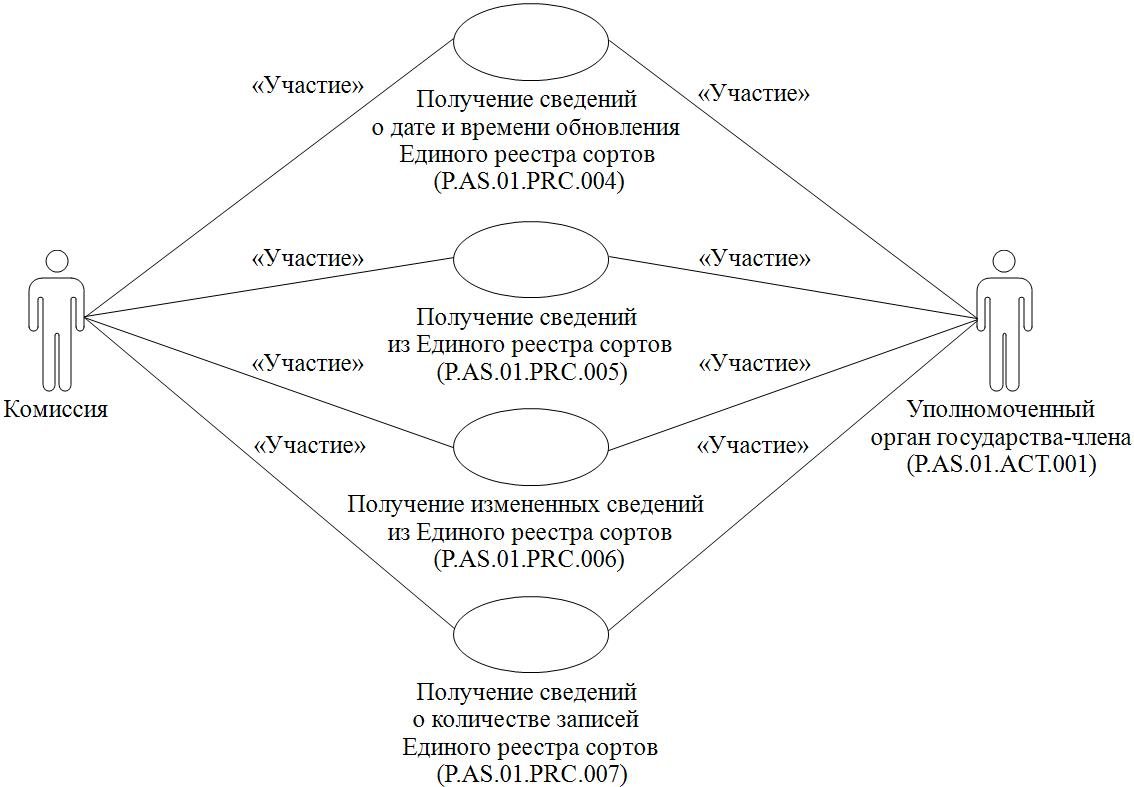 «Участие»
«Участие»
Получение сведений
о дате и времени обновления
Единого реестра сортов
(P.AS.01.PRC.004)
«Участие»
«Участие»
Получение сведений
из Единого реестра сортов
(P.AS.01.PRC.005)
«Участие»
«Участие»
Комиссия
Уполномоченный
орган государства-члена
(P.AS.01.ACT.001)
«Участие»
«Участие»
Получение измененных сведений
из Единого реестра сортов
(P.AS.01.PRC.006)
Получение сведений
о количестве записей
Единого реестра сортов
(P.AS.01.PRC.007)